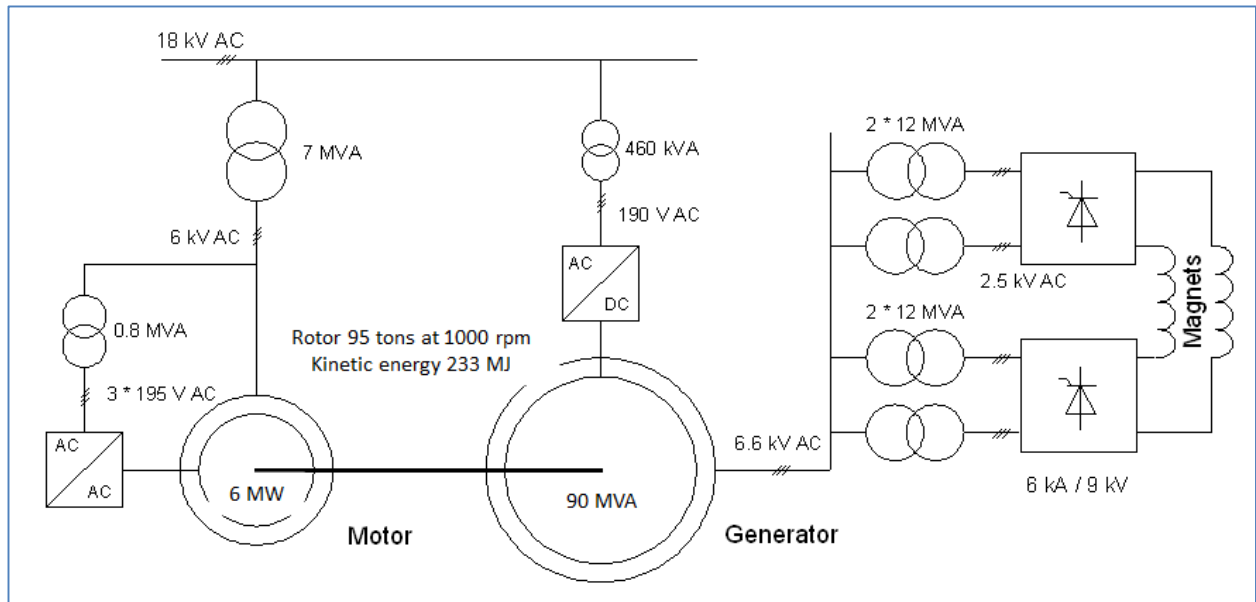 18 kV AC
7 MVA
460 kVA
2 * 12 MVA
190 V AC
6 kV AC
AC
DC
2.5 kV AC
Magnets
0.8 MVA
Rotor 95 tons at 1000 rpm
Kinetic energy 233 MJ
2 * 12 MVA
3 * 195 V AC
AC
AC
6 MW
90 MVA
6.6 kV AC
6 kA / 9 kV
Motor
Generator